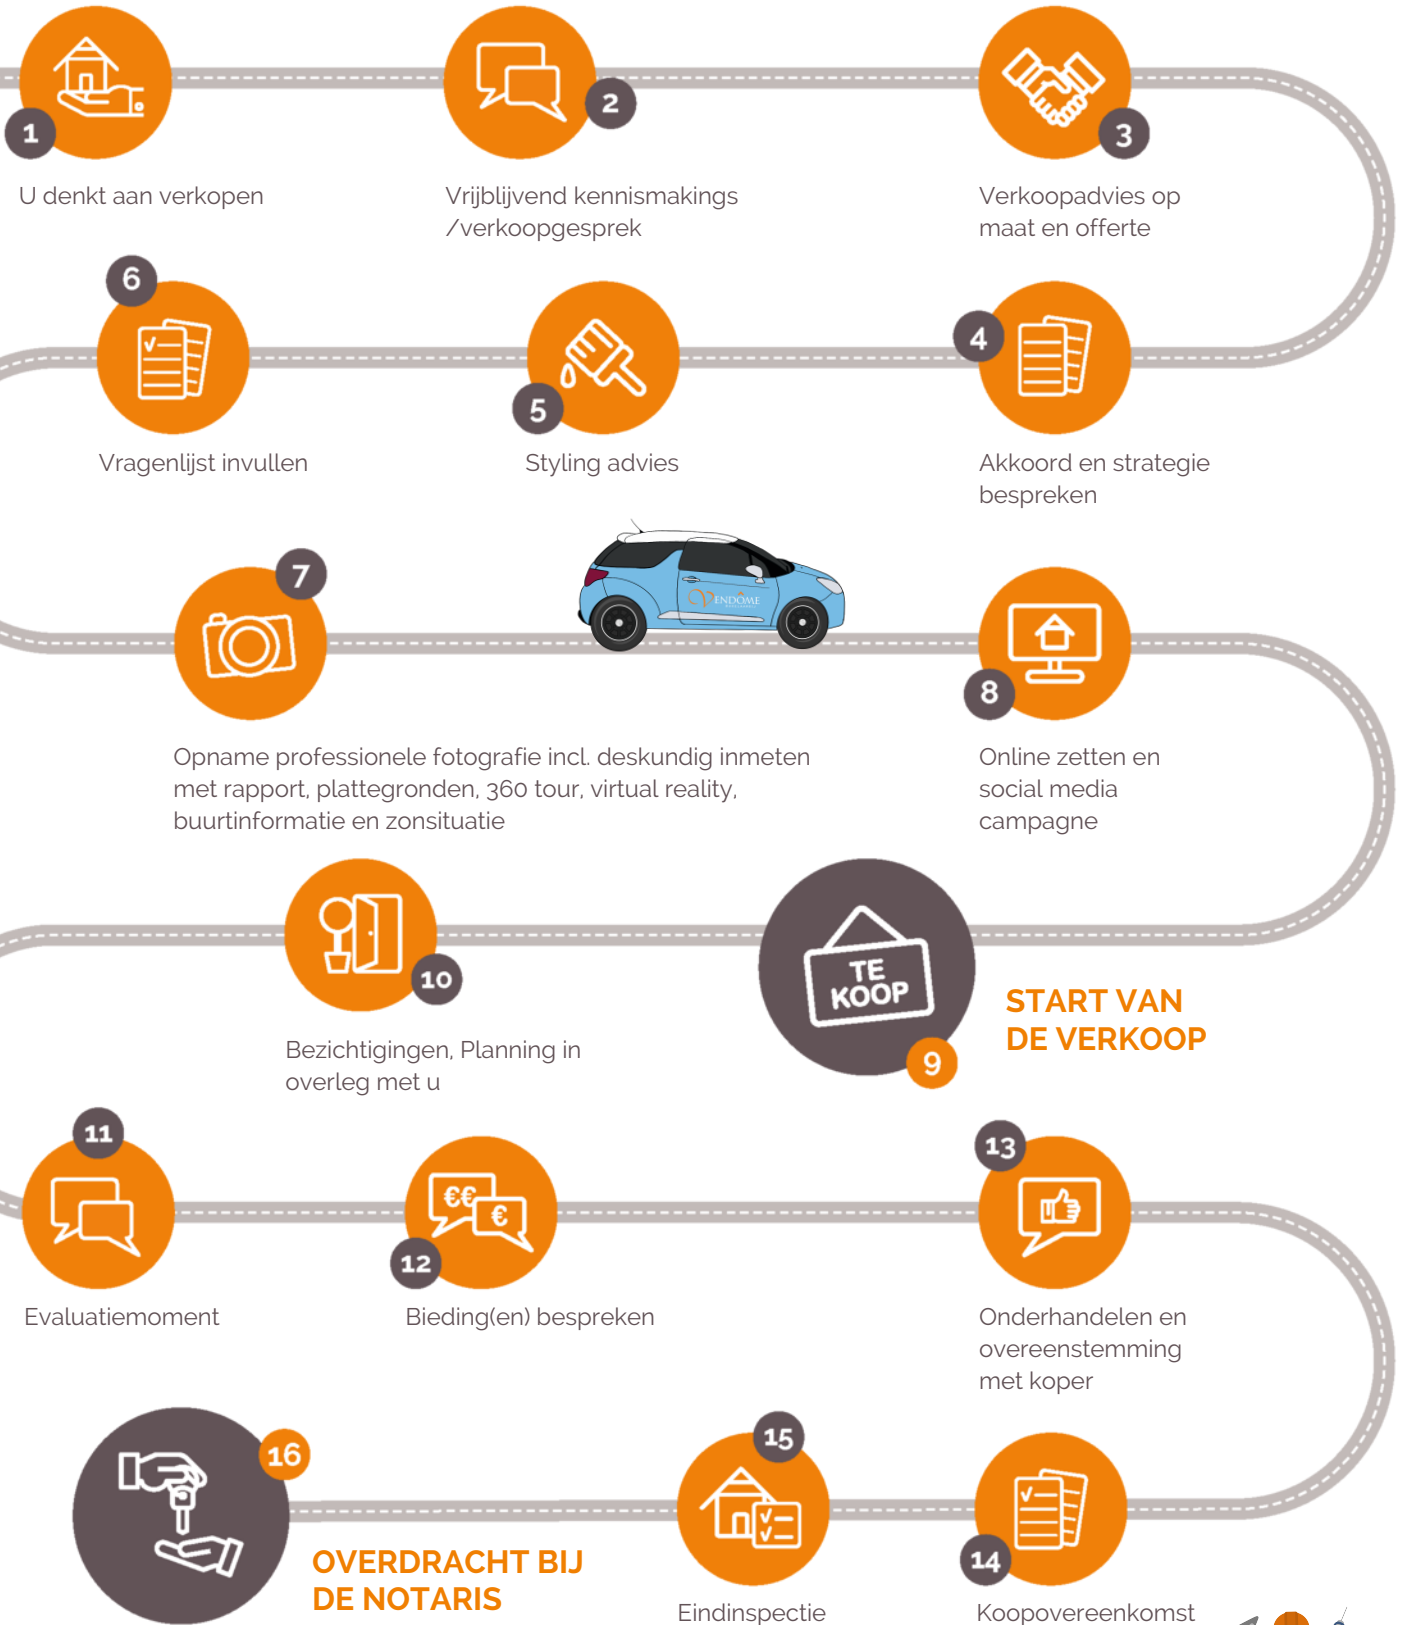 1
U denkt aan verkopen
2
Vrijblijvend kennismakings
/verkoopgesprek
3
Verkoopadvies op
maat en offerte
4
Akkoord en strategie
bespreken
5
Styling advies
6
Vragenlijst invullen
7
Opname professionele fotografie incl. deskundig inmeten
met rapport, plattegronden, 360 tour, virtual reality,
buurtinformatie en zonsituatie
VENDÔME
8
Online zetten en
social media
campagne
TE
KOOP
9
START VAN
DE VERKOOP
10
Bezichtigingen, Planning in
overleg met u
11
Evaluatiemoment
€€
€
12
Bieding(en) bespreken
13
Onderhandelen en
overeenstemming
met koper
14
Koopovereenkomst
15
Eindinspectie
16
OVERDRACHT BIJ
DE NOTARIS